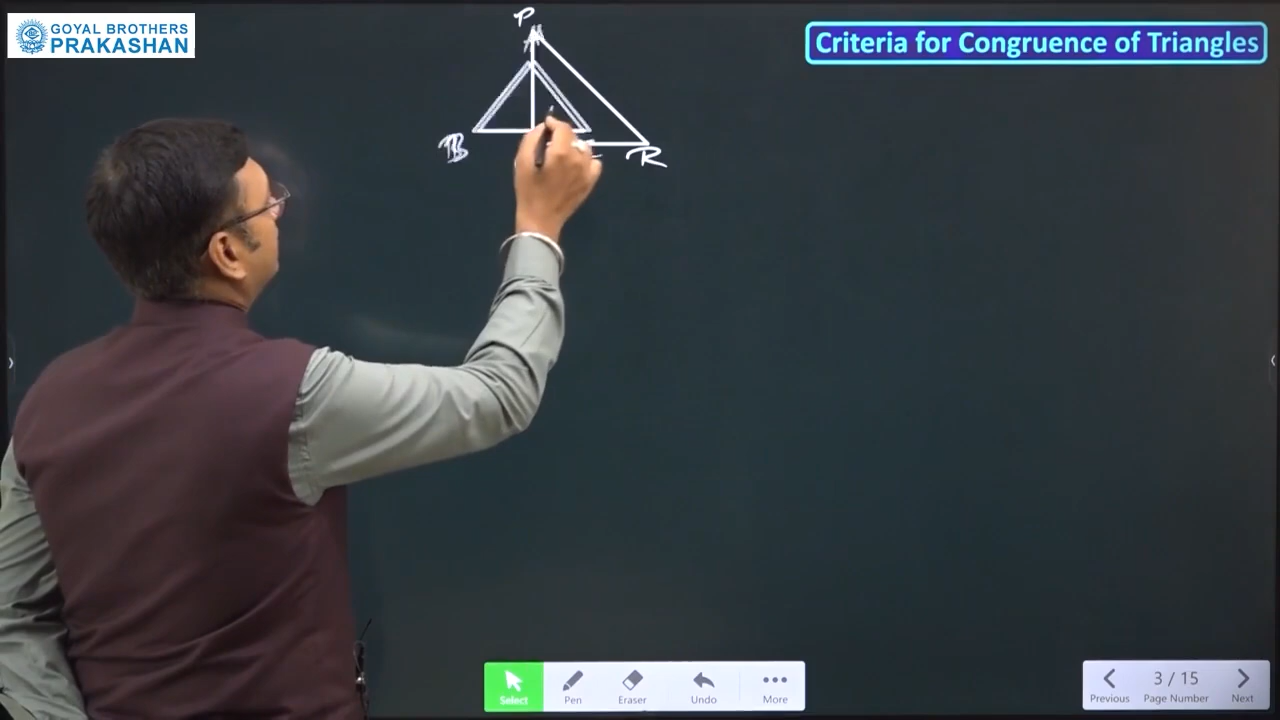 GOYAL BROTHERS
PRAKASHAN
Criteria for Congruence of Triangles
P
A
B
R
Select
Pen
Eraser
Undo
More
3 / 15
Previous
Page Number
Next